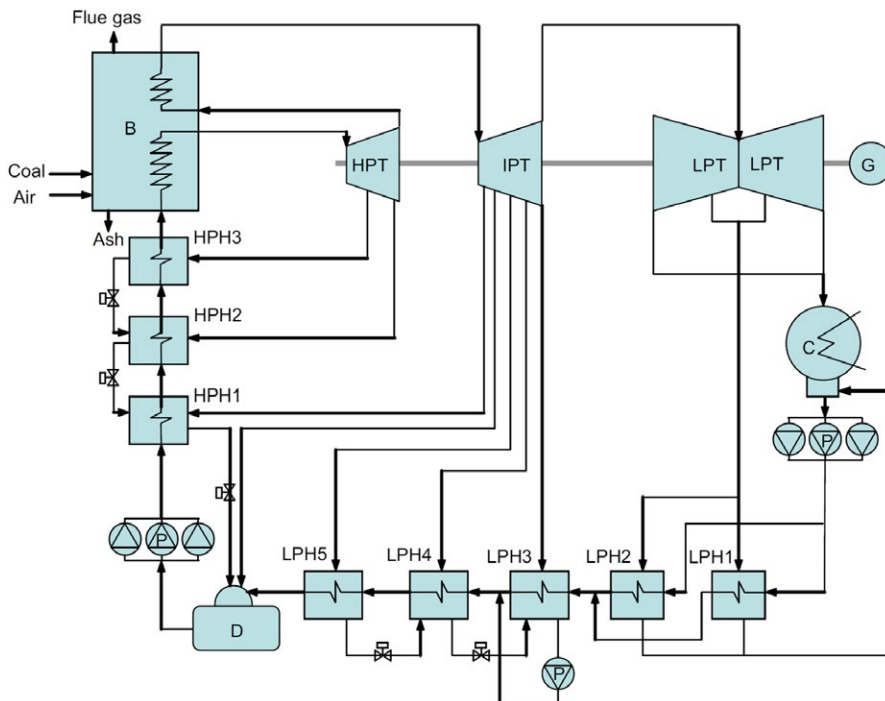 Flue gas
B
Coal
Air
Ash
HPT
IPT
LPT
LPT
G
HPH3
HPH2
HPH1
C
P
P
LPH5
LPH4
LPH3
LPH2
LPH1
D
P